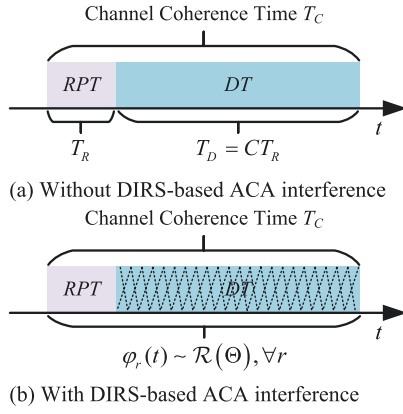 Channel Coherence Time T_C
RPT DT
t
T_R T_D = CT_R
(a) Without DIRS-based ACA interference
Channel Coherence Time T_C
RPT DT
t
φ_r(t) ~ R(Θ), ∀r
(b) With DIRS-based ACA interference